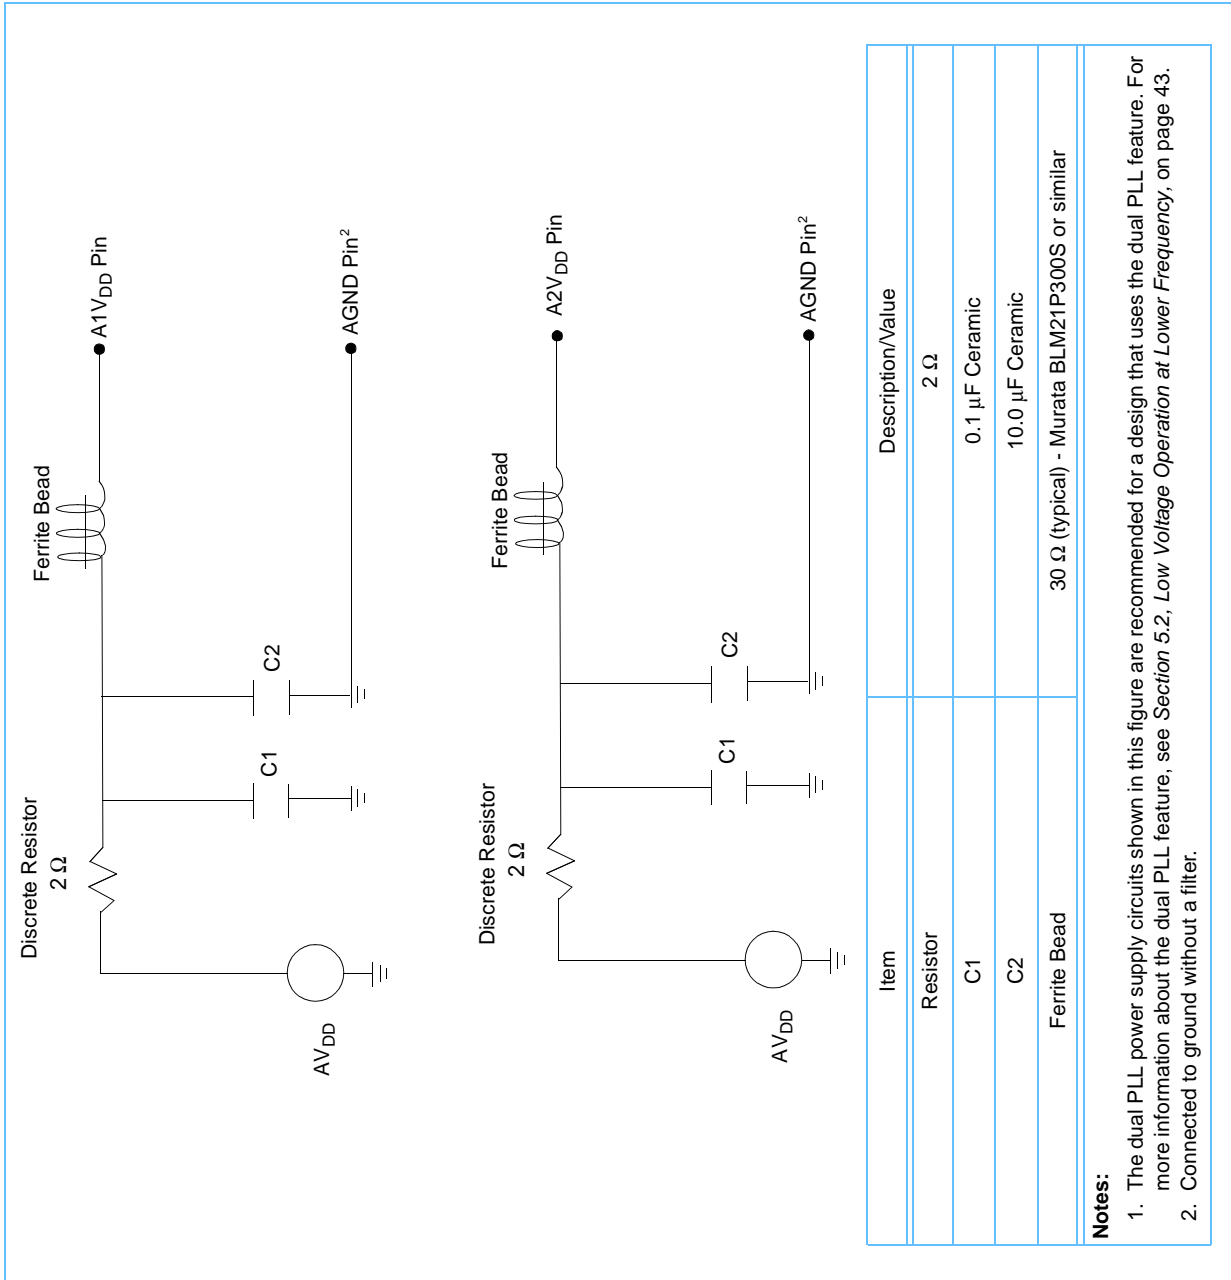 Discrete Resistor
2 Ω
Ferrite Bead
A1VDD Pin
C1
C2
AVDD
AGND Pin2
Discrete Resistor
2 Ω
Ferrite Bead
A2VDD Pin
C1
C2
AVDD
AGND Pin2
Item Description/Value
Resistor 2 Ω
C1 0.1 μF Ceramic
C2 10.0 μF Ceramic
Ferrite Bead 30 Ω (typical) - Murata BLM21P300S or similar
Notes:
1. The dual PLL power supply circuits shown in this figure are recommended for a design that uses the dual PLL feature. For
more information about the dual PLL feature, see Section 5.2, Low Voltage Operation at Lower Frequency, on page 43.
2. Connected to ground without a filter.